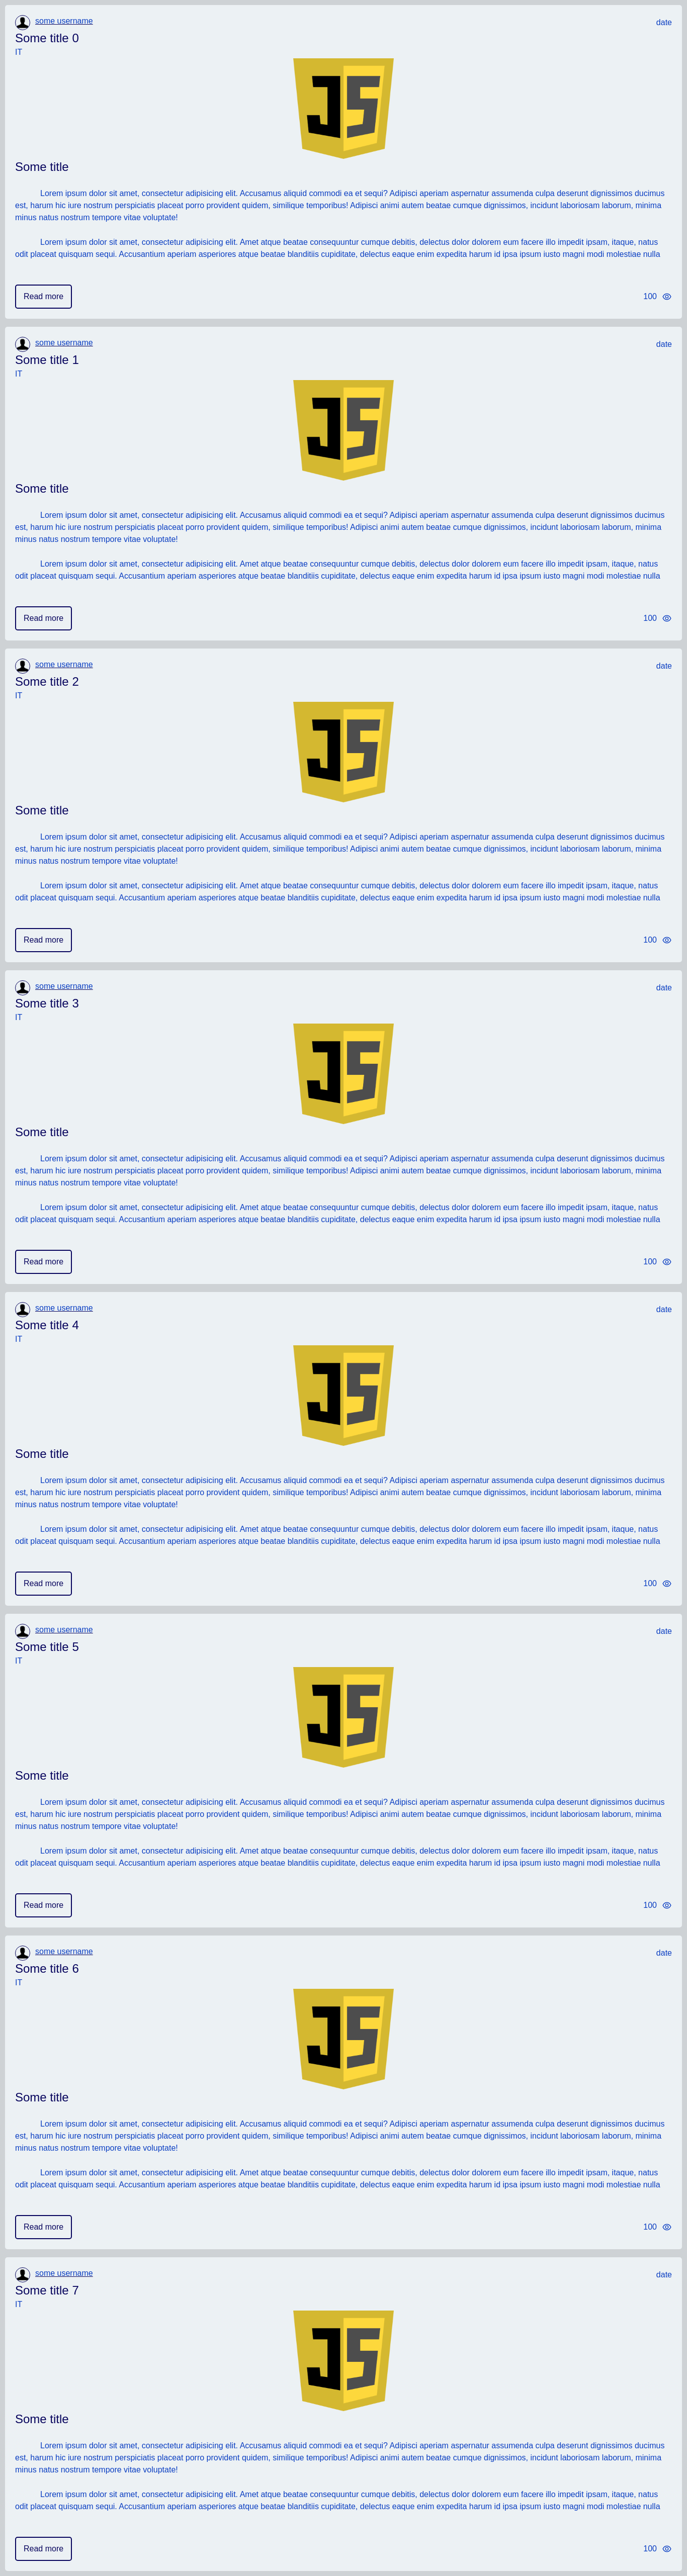 some username
date
Some title 0
IT
JS
Some title
Lorem ipsum dolor sit amet, consectetur adipisicing elit. Accusamus aliquid commodi ea et sequi? Adipisci aperiam aspernatur assumenda culpa deserunt dignissimos ducimus
est, harum hic iure nostrum perspiciatis placeat porro provident quidem, similique temporibus! Adipisci animi autem beatae cumque dignissimos, incidunt laboriosam laborum, minima
minus natus nostrum tempore vitae voluptate!
Lorem ipsum dolor sit amet, consectetur adipisicing elit. Amet atque beatae consequuntur cumque debitis, delectus dolor dolorem eum facere illo impedit ipsam, itaque, natus
odit placeat quisquam sequi. Accusantium aperiam asperiores atque beatae blanditiis cupiditate, delectus eaque enim expedita harum id ipsa ipsum iusto magni modi molestiae nulla
Read more
100
some username
date
Some title 1
IT
JS
Some title
Lorem ipsum dolor sit amet, consectetur adipisicing elit. Accusamus aliquid commodi ea et sequi? Adipisci aperiam aspernatur assumenda culpa deserunt dignissimos ducimus
est, harum hic iure nostrum perspiciatis placeat porro provident quidem, similique temporibus! Adipisci animi autem beatae cumque dignissimos, incidunt laboriosam laborum, minima
minus natus nostrum tempore vitae voluptate!
Lorem ipsum dolor sit amet, consectetur adipisicing elit. Amet atque beatae consequuntur cumque debitis, delectus dolor dolorem eum facere illo impedit ipsam, itaque, natus
odit placeat quisquam sequi. Accusantium aperiam asperiores atque beatae blanditiis cupiditate, delectus eaque enim expedita harum id ipsa ipsum iusto magni modi molestiae nulla
Read more
100
some username
date
Some title 2
IT
JS
Some title
Lorem ipsum dolor sit amet, consectetur adipisicing elit. Accusamus aliquid commodi ea et sequi? Adipisci aperiam aspernatur assumenda culpa deserunt dignissimos ducimus
est, harum hic iure nostrum perspiciatis placeat porro provident quidem, similique temporibus! Adipisci animi autem beatae cumque dignissimos, incidunt laboriosam laborum, minima
minus natus nostrum tempore vitae voluptate!
Lorem ipsum dolor sit amet, consectetur adipisicing elit. Amet atque beatae consequuntur cumque debitis, delectus dolor dolorem eum facere illo impedit ipsam, itaque, natus
odit placeat quisquam sequi. Accusantium aperiam asperiores atque beatae blanditiis cupiditate, delectus eaque enim expedita harum id ipsa ipsum iusto magni modi molestiae nulla
Read more
100
some username
date
Some title 3
IT
JS
Some title
Lorem ipsum dolor sit amet, consectetur adipisicing elit. Accusamus aliquid commodi ea et sequi? Adipisci aperiam aspernatur assumenda culpa deserunt dignissimos ducimus
est, harum hic iure nostrum perspiciatis placeat porro provident quidem, similique temporibus! Adipisci animi autem beatae cumque dignissimos, incidunt laboriosam laborum, minima
minus natus nostrum tempore vitae voluptate!
Lorem ipsum dolor sit amet, consectetur adipisicing elit. Amet atque beatae consequuntur cumque debitis, delectus dolor dolorem eum facere illo impedit ipsam, itaque, natus
odit placeat quisquam sequi. Accusantium aperiam asperiores atque beatae blanditiis cupiditate, delectus eaque enim expedita harum id ipsa ipsum iusto magni modi molestiae nulla
Read more
100
some username
date
Some title 4
IT
JS
Some title
Lorem ipsum dolor sit amet, consectetur adipisicing elit. Accusamus aliquid commodi ea et sequi? Adipisci aperiam aspernatur assumenda culpa deserunt dignissimos ducimus
est, harum hic iure nostrum perspiciatis placeat porro provident quidem, similique temporibus! Adipisci animi autem beatae cumque dignissimos, incidunt laboriosam laborum, minima
minus natus nostrum tempore vitae voluptate!
Lorem ipsum dolor sit amet, consectetur adipisicing elit. Amet atque beatae consequuntur cumque debitis, delectus dolor dolorem eum facere illo impedit ipsam, itaque, natus
odit placeat quisquam sequi. Accusantium aperiam asperiores atque beatae blanditiis cupiditate, delectus eaque enim expedita harum id ipsa ipsum iusto magni modi molestiae nulla
Read more
100
some username
date
Some title 5
IT
JS
Some title
Lorem ipsum dolor sit amet, consectetur adipisicing elit. Accusamus aliquid commodi ea et sequi? Adipisci aperiam aspernatur assumenda culpa deserunt dignissimos ducimus
est, harum hic iure nostrum perspiciatis placeat porro provident quidem, similique temporibus! Adipisci animi autem beatae cumque dignissimos, incidunt laboriosam laborum, minima
minus natus nostrum tempore vitae voluptate!
Lorem ipsum dolor sit amet, consectetur adipisicing elit. Amet atque beatae consequuntur cumque debitis, delectus dolor dolorem eum facere illo impedit ipsam, itaque, natus
odit placeat quisquam sequi. Accusantium aperiam asperiores atque beatae blanditiis cupiditate, delectus eaque enim expedita harum id ipsa ipsum iusto magni modi molestiae nulla
Read more
100
some username
date
Some title 6
IT
JS
Some title
Lorem ipsum dolor sit amet, consectetur adipisicing elit. Accusamus aliquid commodi ea et sequi? Adipisci aperiam aspernatur assumenda culpa deserunt dignissimos ducimus
est, harum hic iure nostrum perspiciatis placeat porro provident quidem, similique temporibus! Adipisci animi autem beatae cumque dignissimos, incidunt laboriosam laborum, minima
minus natus nostrum tempore vitae voluptate!
Lorem ipsum dolor sit amet, consectetur adipisicing elit. Amet atque beatae consequuntur cumque debitis, delectus dolor dolorem eum facere illo impedit ipsam, itaque, natus
odit placeat quisquam sequi. Accusantium aperiam asperiores atque beatae blanditiis cupiditate, delectus eaque enim expedita harum id ipsa ipsum iusto magni modi molestiae nulla
Read more
100
some username
date
Some title 7
IT
JS
Some title
Lorem ipsum dolor sit amet, consectetur adipisicing elit. Accusamus aliquid commodi ea et sequi? Adipisci aperiam aspernatur assumenda culpa deserunt dignissimos ducimus
est, harum hic iure nostrum perspiciatis placeat porro provident quidem, similique temporibus! Adipisci animi autem beatae cumque dignissimos, incidunt laboriosam laborum, minima
minus natus nostrum tempore vitae voluptate!
Lorem ipsum dolor sit amet, consectetur adipisicing elit. Amet atque beatae consequuntur cumque debitis, delectus dolor dolorem eum facere illo impedit ipsam, itaque, natus
odit placeat quisquam sequi. Accusantium aperiam asperiores atque beatae blanditiis cupiditate, delectus eaque enim expedita harum id ipsa ipsum iusto magni modi molestiae nulla
Read more
100